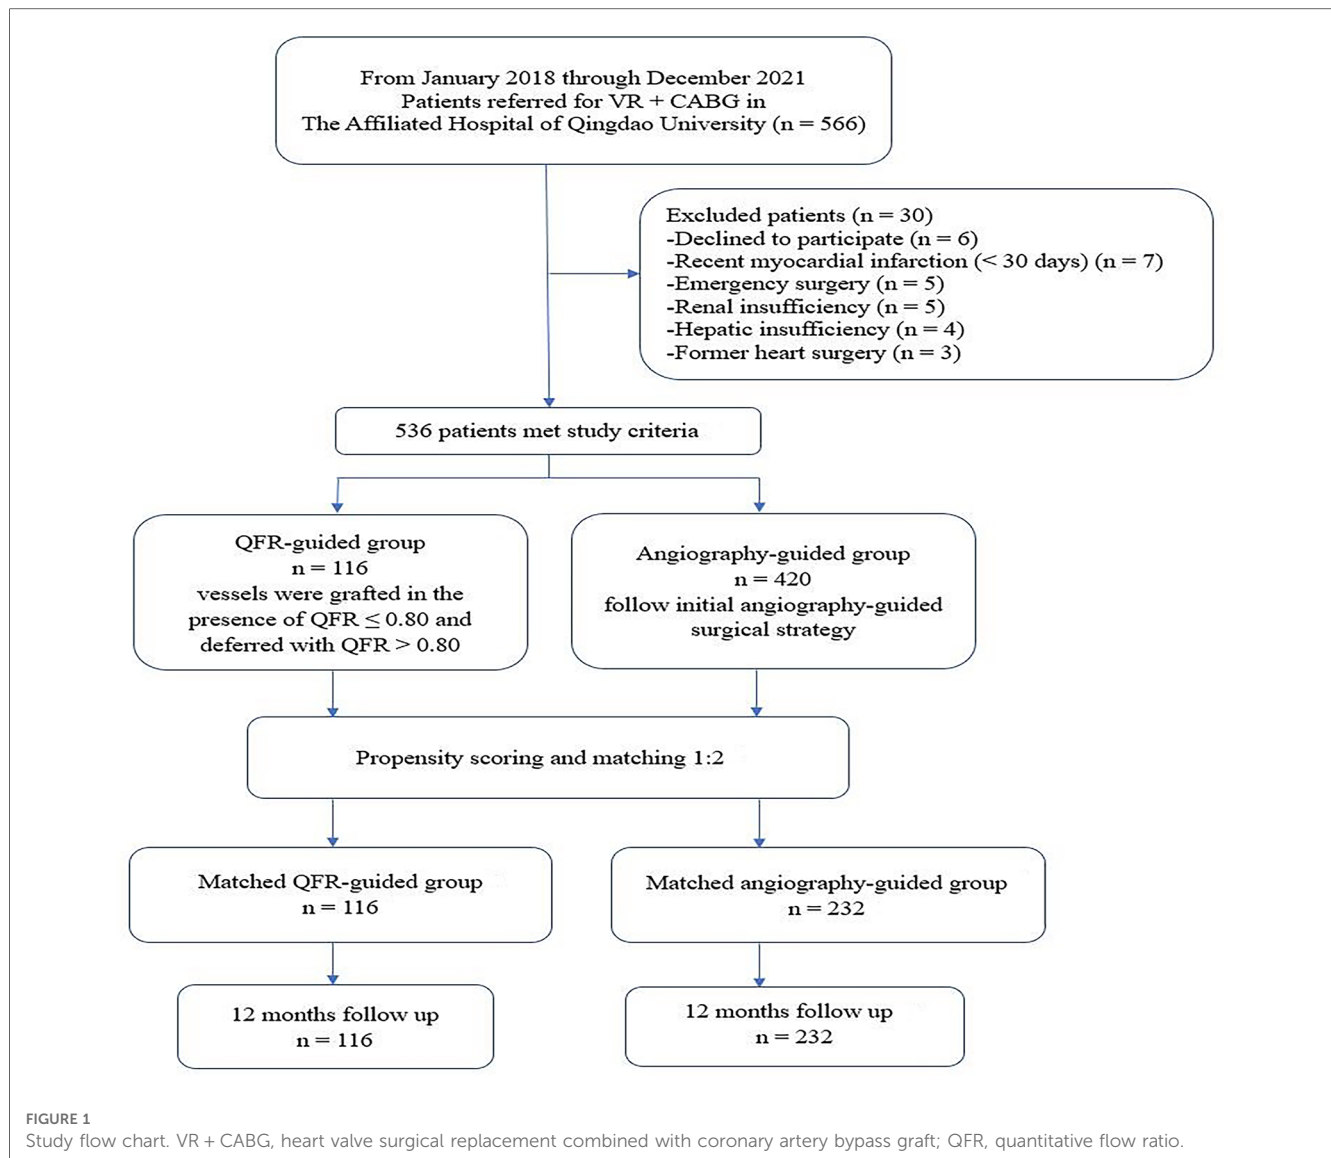 From January 2018 through December 2021
Patients referred for VR + CABG in
The Affiliated Hospital of Qingdao University (n = 566)
Excluded patients (n = 30)
-Declined to participate (n = 6)
-Recent myocardial infarction (< 30 days) (n = 7)
-Emergency surgery (n = 5)
-Renal insufficiency (n = 5)
-Hepatic insufficiency (n = 4)
-Former heart surgery (n = 3)
536 patients met study criteria
QFR-guided group
n = 116
vessels were grafted in the
presence of QFR ≤ 0.80 and
deferred with QFR > 0.80
Angiography-guided group
n = 420
follow initial angiography-guided
surgical strategy
Propensity scoring and matching 1:2
Matched QFR-guided group
n = 116
Matched angiography-guided group
n = 232
12 months follow up
n = 116
12 months follow up
n = 232
FIGURE 1
Study flow chart. VR + CABG, heart valve surgical replacement combined with coronary artery bypass graft; QFR, quantitative flow ratio.